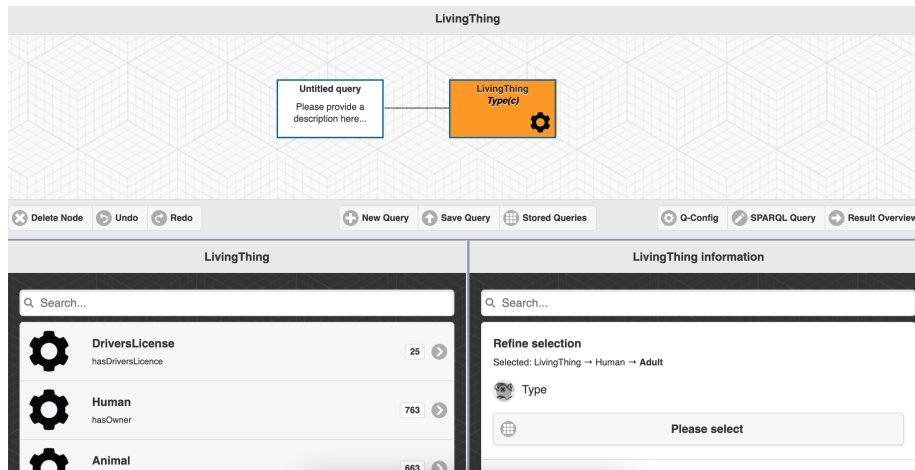 LivingThing
Untitled query
Please provide a
description here...
LivingThing
Type(c)
Delete Node
Undo
Redo
New Query
Save Query
Stored Queries
Q-Config
SPARQL Query
Result Overview
LivingThing
LivingThing information
Search...
Search...
DriversLicense
hasDriversLicence
25
Human
hasOwner
763
Animal
663
Refine selection
Selected: LivingThing → Human → Adult
Type
Please select